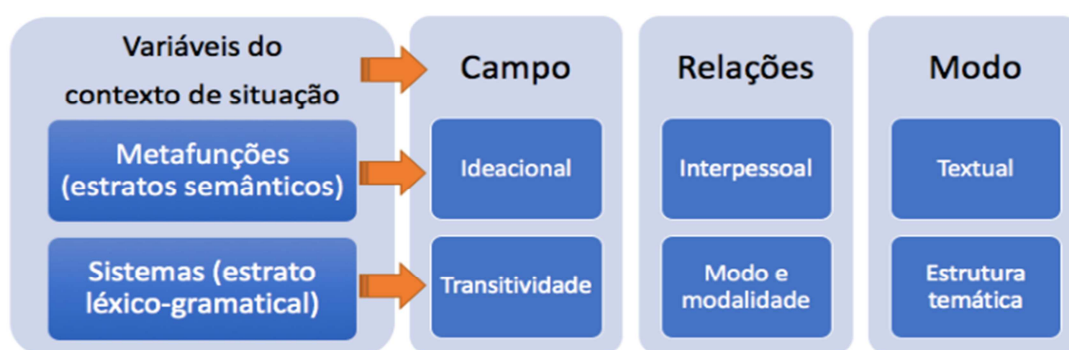 Variáveis do
contexto de situação
Campo
Relações
Modo
Metafunções
(estratos semânticos)
Ideacional
Interpessoal
Textual
Sistemas (estrato
léxico-gramatical)
Transitividade
Modo e
modalidade
Estrutura
temática